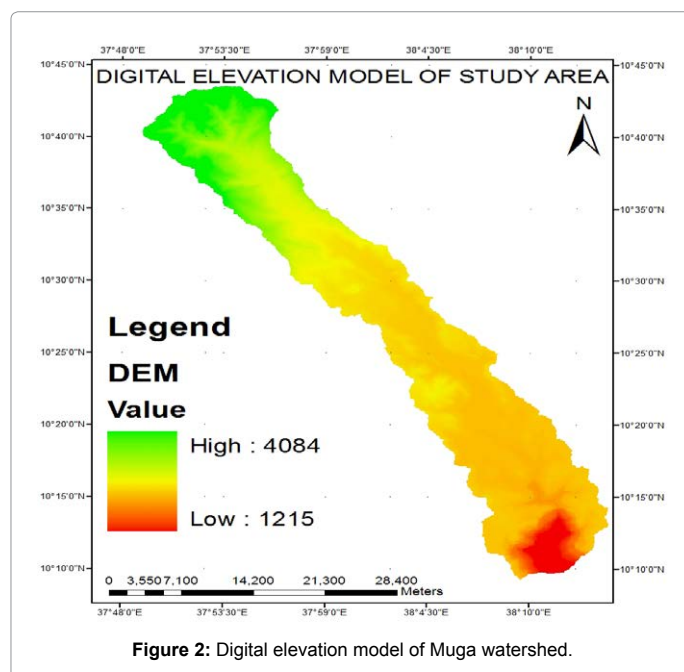 37°48'0"E 37°53'30"E 37°59'0"E 38°4'30"E 38°10'0"E
DIGITAL ELEVATION MODEL OF STUDY AREA
N
10°45'0"N 10°45'0"N
10°40'0"N 10°40'0"N
10°35'0"N 10°35'0"N
10°30'0"N 10°30'0"N
10°25'0"N 10°25'0"N
10°20'0"N 10°20'0"N
10°15'0"N 10°15'0"N
10°10'0"N 10°10'0"N
Legend
DEM
Value
High : 4084
Low : 1215
0 3,550 7,100 14,200 21,300 28,400
Meters
37°48'0"E 37°53'30"E 37°59'0"E 38°4'30"E 38°10'0"E
Figure 2: Digital elevation model of Muga watershed.